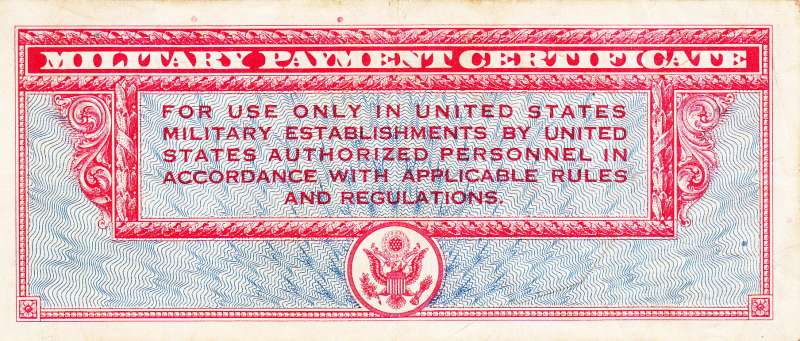 MILITARY PAYMENT CERTIFICATE
FOR USE ONLY IN UNITED STATES
MILITARY ESTABLISHMENTS BY UNITED
STATES AUTHORIZED PERSONNEL IN
ACCORDANCE WITH APPLICABLE RULES
AND REGULATIONS.